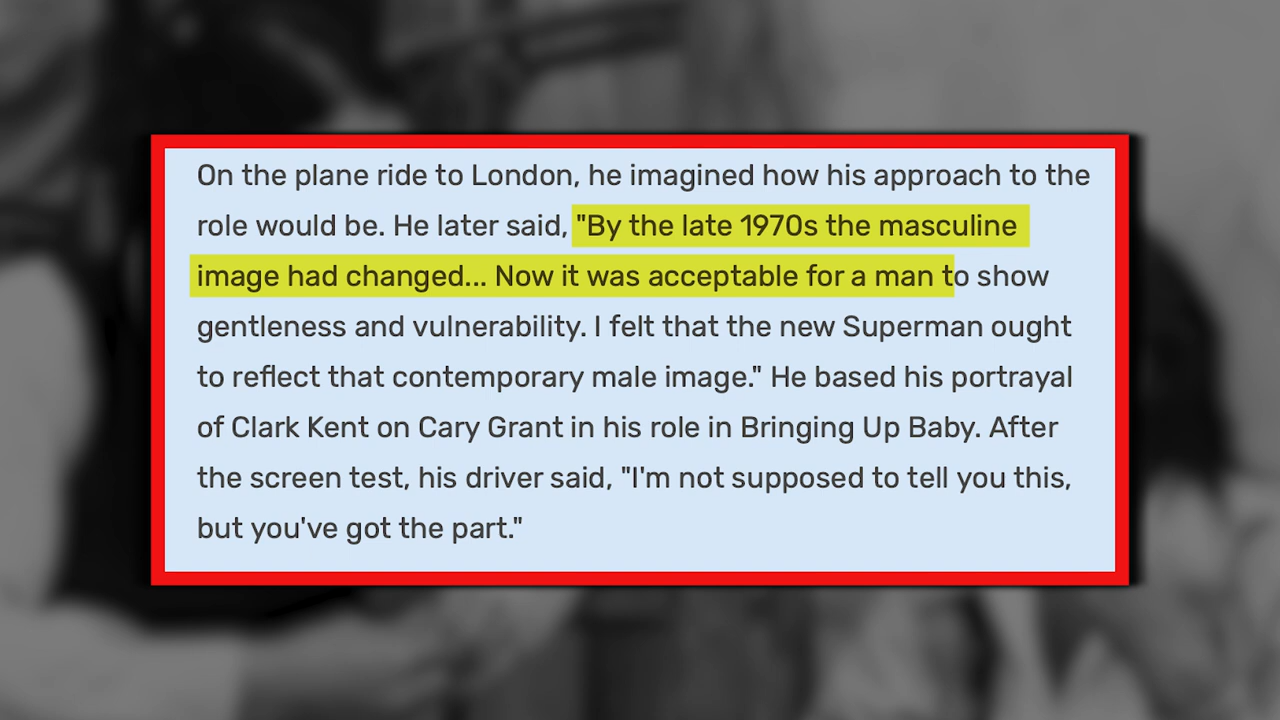 On the plane ride to London, he imagined how his approach to the
role would be. He later said, "By the late 1970s the masculine
image had changed... Now it was acceptable for a man to show
gentleness and vulnerability. I felt that the new Superman ought
to reflect that contemporary male image." He based his portrayal
of Clark Kent on Cary Grant in his role in Bringing Up Baby. After
the screen test, his driver said, "I'm not supposed to tell you this,
but you've got the part."